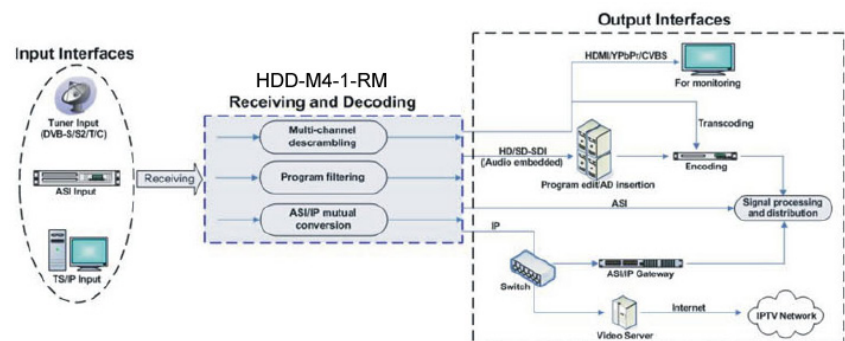 Output Interfaces
Input Interfaces
HDD-M4-1-RM
Receiving and Decoding
Tuner Input
(DVB-S/S2/T/C)
ASI Input
TS/IP Input
Receiving
Multi-channel
descrambling
Program filtering
ASI/IP mutual
conversion
HDMI/YPbPr/CVBS
For monitoring
Transcoding
HD/SD-SDI
(Audio embedded)
Program edit/AD insertion
Encoding
ASI
Signal processing
and distribution
IP
Switch
ASI/IP Gateway
Video Server
Internet
IPTV Network